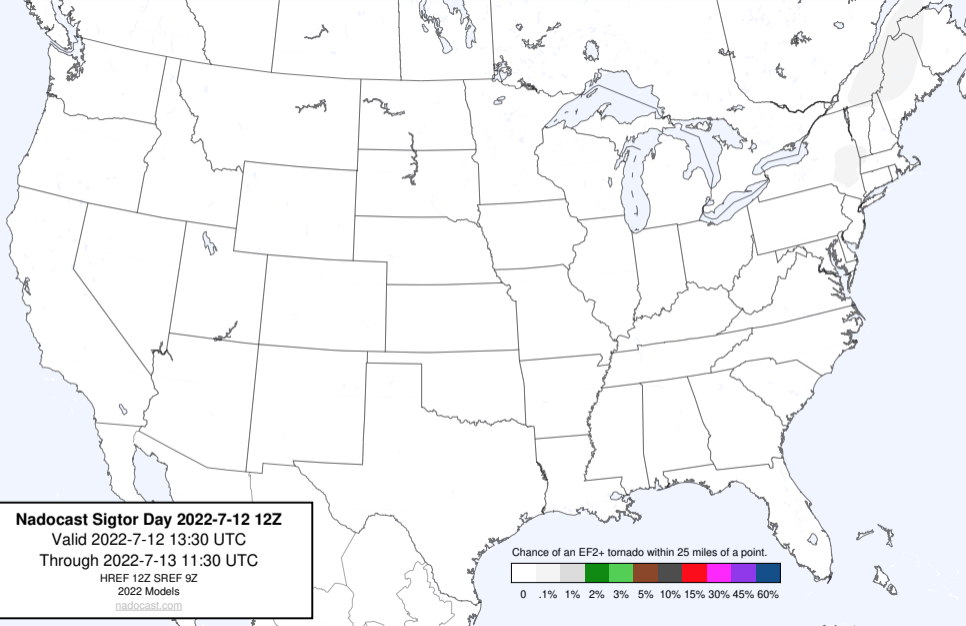 Nadocast Sigtor Day 2022-7-12 12Z
Valid 2022-7-12 13:30 UTC
Through 2022-7-13 11:30 UTC
HREF 12Z SREF 9Z
2022 Models
nadocast.com
Chance of an EF2+ tornado within 25 miles of a point.
0 .1% 1% 2% 3% 5% 10% 15% 30% 45% 60%